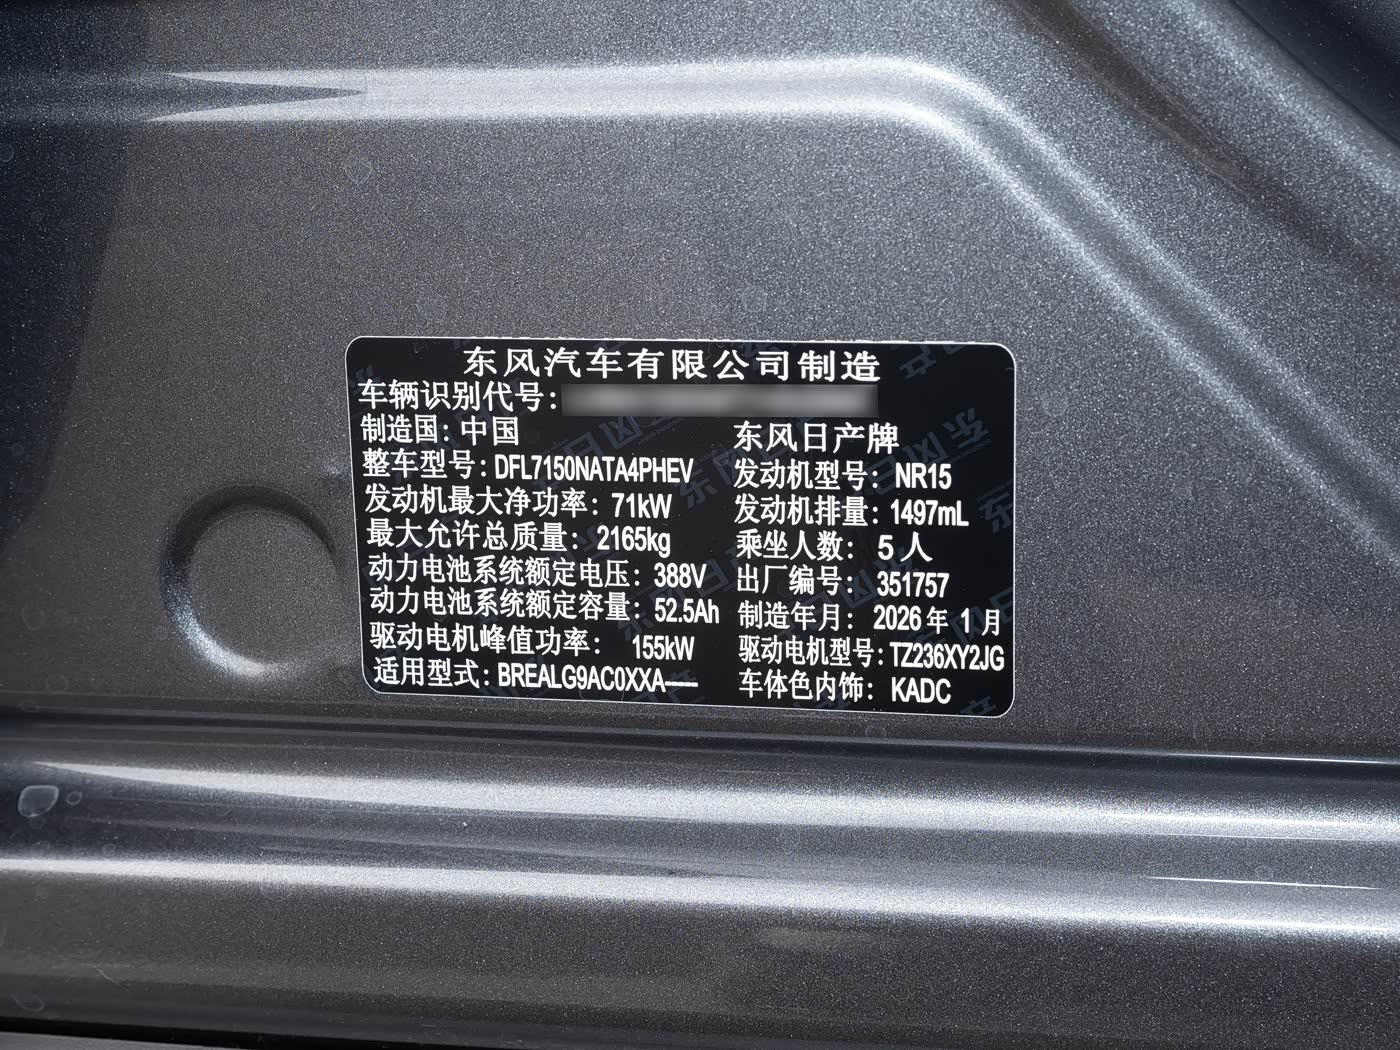 东风汽车有限公司制造
车辆识别代号：
制造国：中国 东风日产牌
整车型号：DFL7150NATA4PHEV 发动机型号：NR15
发动机最大净功率：71kW 发动机排量：1497mL
最大允许总质量：2165kg 乘坐人数：5人
动力电池系统额定电压：388V 出厂编号：351757
动力电池系统额定容量：52.5Ah 制造年月：2026年1月
驱动电机峰值功率：155kW 驱动电机型号：TZ236XY2JG
适用型式：BREALG9AC0XXA----- 车体色内饰：KADC